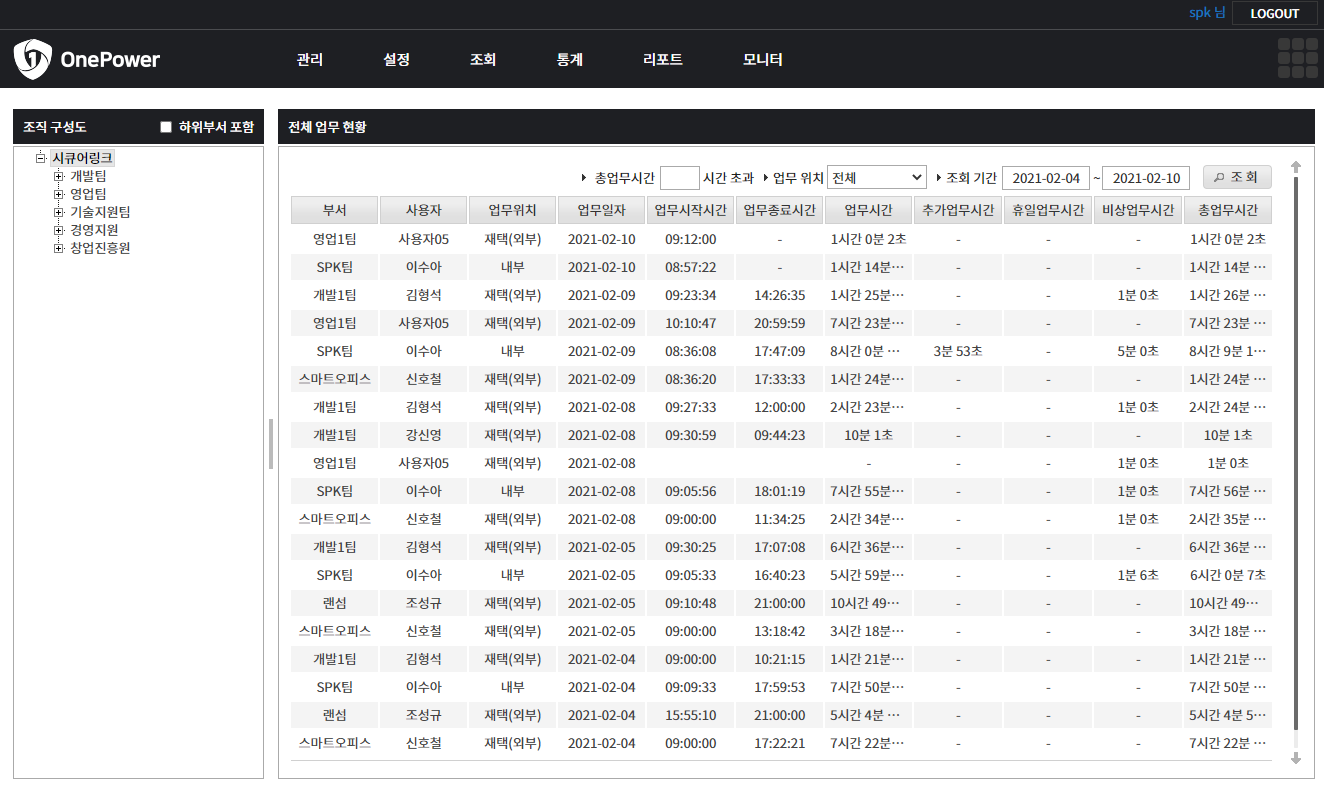 spk 님 LOGOUT
OnePower 관리 설정 조회 통계 리포트 모니터
조직 구성도 하위부서 포함
시큐어링크
개발팀
영업팀
기술지원팀
경영지원
창업진흥원
전체 업무 현황
총업무시간 시간 초과 업무 위치 전체 조회 기간 2021-02-04 ~ 2021-02-10 조 회
부서 사용자 업무위치 업무일자 업무시작시간 업무종료시간 업무시간 추가업무시간 휴일업무시간 비상업무시간 총업무시간
영업1팀 사용자05 재택(외부) 2021-02-10 09:12:00 - 1시간 0분 2초 - - - 1시간 0분 2초
SPK팀 이수아 내부 2021-02-10 08:57:22 - 1시간 14분… - - - 1시간 14분 …
개발1팀 김형석 재택(외부) 2021-02-09 09:23:34 14:26:35 1시간 25분… - - 1분 0초 1시간 26분 …
영업1팀 사용자05 재택(외부) 2021-02-09 10:10:47 20:59:59 7시간 23분… - - - 7시간 23분 …
SPK팀 이수아 내부 2021-02-09 08:36:08 17:47:09 8시간 0분 … 3분 53초 - 5분 0초 8시간 9분 1…
스마트오피스 신호철 재택(외부) 2021-02-09 08:36:20 17:33:33 1시간 24분… - - - 1시간 24분 …
개발1팀 김형석 재택(외부) 2021-02-08 09:27:33 12:00:00 2시간 23분… - - 1분 0초 2시간 24분 …
개발1팀 강신영 재택(외부) 2021-02-08 09:30:59 09:44:23 10분 1초 - - - 10분 1초
영업1팀 사용자05 재택(외부) 2021-02-08 - - - 1분 0초 1분 0초
SPK팀 이수아 내부 2021-02-08 09:05:56 18:01:19 7시간 55분… - - 1분 0초 7시간 56분 …
스마트오피스 신호철 재택(외부) 2021-02-08 09:00:00 11:34:25 2시간 34분… - - 1분 0초 2시간 35분 …
개발1팀 김형석 재택(외부) 2021-02-05 09:30:25 17:07:08 6시간 36분… - - - 6시간 36분 …
SPK팀 이수아 내부 2021-02-05 09:05:33 16:40:23 5시간 59분… - - 1분 6초 6시간 0분 7초
랜섬 조성규 재택(외부) 2021-02-05 09:10:48 21:00:00 10시간 49… - - - 10시간 49…
스마트오피스 신호철 재택(외부) 2021-02-05 09:00:00 13:18:42 3시간 18분… - - - 3시간 18분 …
개발1팀 김형석 재택(외부) 2021-02-04 09:00:00 10:21:15 1시간 21분… - - - 1시간 21분 …
SPK팀 이수아 내부 2021-02-04 09:09:33 17:59:53 7시간 50분… - - - 7시간 50분 …
랜섬 조성규 재택(외부) 2021-02-04 15:55:10 21:00:00 5시간 4분 … - - - 5시간 4분 5…
스마트오피스 신호철 재택(외부) 2021-02-04 09:00:00 17:22:21 7시간 22분… - - - 7시간 22분 …